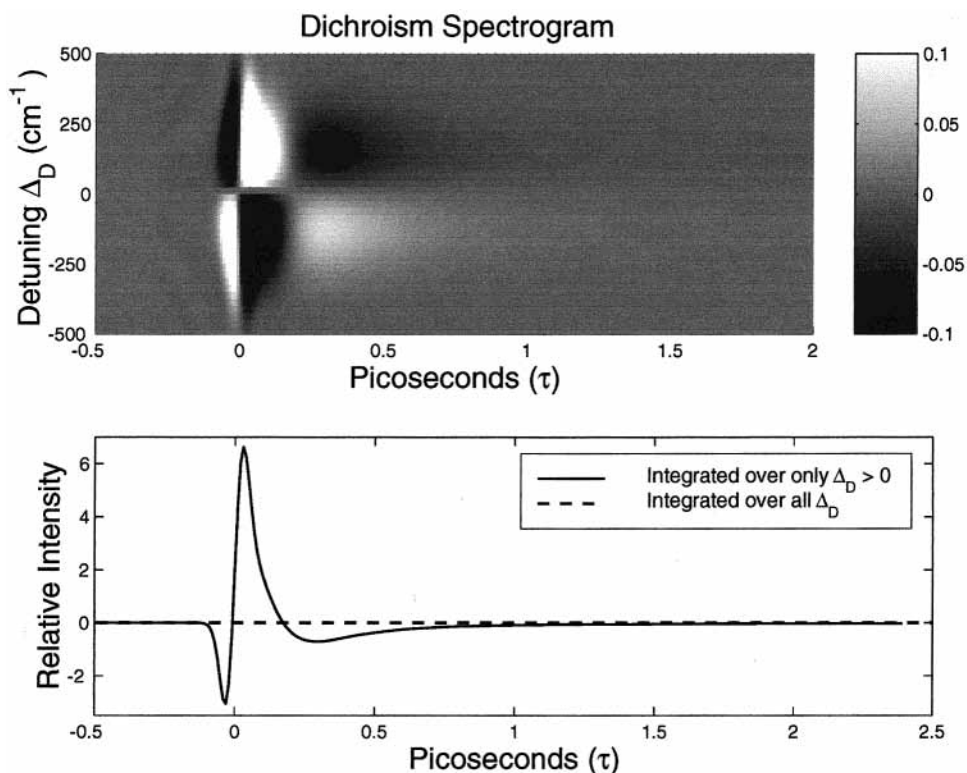 Dichroism Spectrogram
Detuning Δ_D (cm⁻¹)
500
250
0
-250
-500
-0.5 0 0.5 1 1.5 2
Picoseconds (τ)
0.1
0.05
0
-0.05
-0.1
Relative Intensity
6
4
2
0
-2
Integrated over only Δ_D > 0
Integrated over all Δ_D
-0.5 0 0.5 1 1.5 2 2.5
Picoseconds (τ)